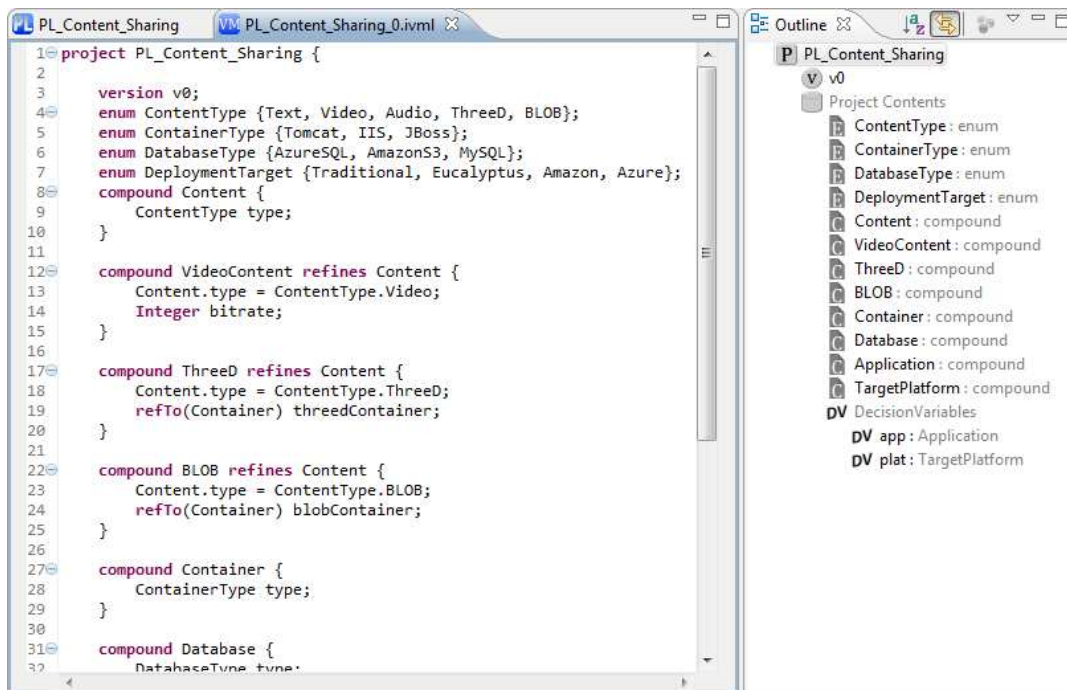 PL PL_Content_Sharing VM PL_Content_Sharing_0.ivml
1 project PL_Content_Sharing {
2
3 version v0;
4 enum ContentType {Text, Video, Audio, ThreeD, BLOB};
5 enum ContainerType {Tomcat, IIS, JBoss};
6 enum DatabaseType {AzureSQL, AmazonS3, MySQL};
7 enum DeploymentTarget {Traditional, Eucalyptus, Amazon, Azure};
8 compound Content {
9 ContentType type;
10 }
11
12 compound VideoContent refines Content {
13 Content.type = ContentType.Video;
14 Integer bitrate;
15 }
16
17 compound ThreeD refines Content {
18 Content.type = ContentType.ThreeD;
19 refTo(Container) threedContainer;
20 }
21
22 compound BLOB refines Content {
23 Content.type = ContentType.BLOB;
24 refTo(Container) blobContainer;
25 }
26
27 compound Container {
28 ContainerType type;
29 }
30
31 compound Database {
32 DatabaseType type;
Outline
P PL_Content_Sharing
V v0
Project Contents
E ContentType : enum
E ContainerType : enum
E DatabaseType : enum
E DeploymentTarget : enum
C Content : compound
C VideoContent : compound
C ThreeD : compound
C BLOB : compound
C Container : compound
C Database : compound
C Application : compound
C TargetPlatform : compound
DV DecisionVariables
DV app : Application
DV plat : TargetPlatform